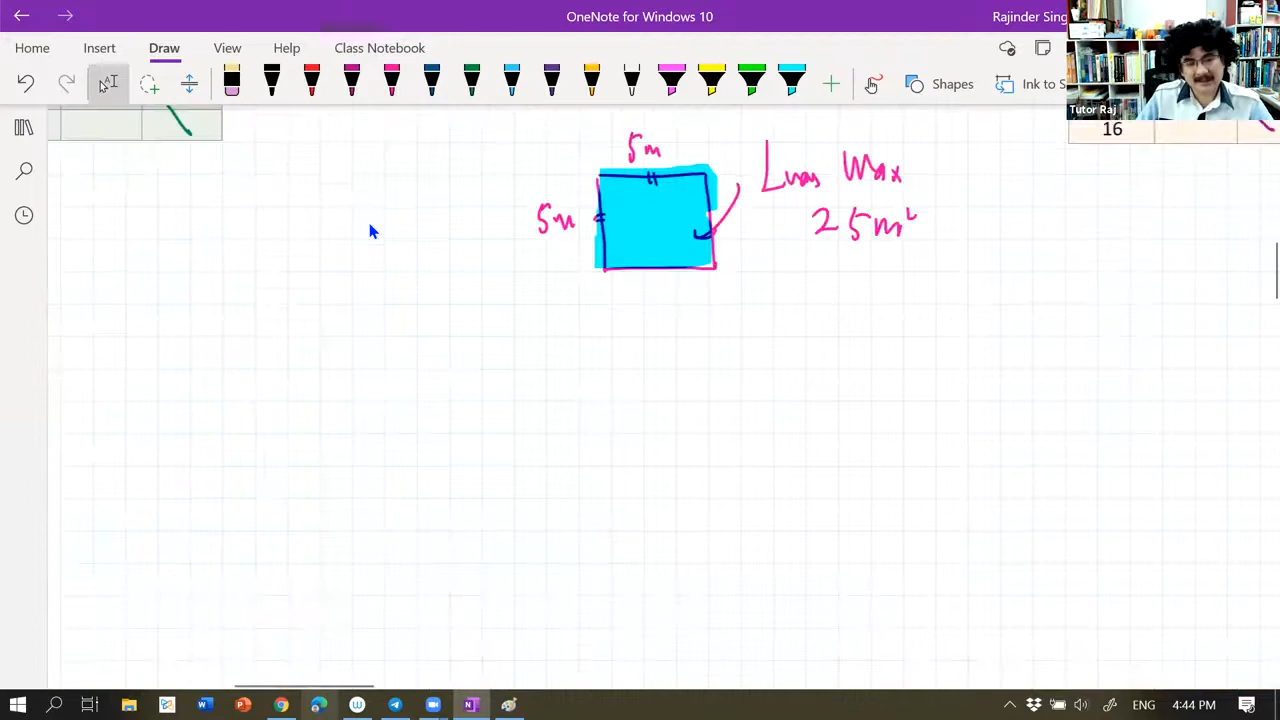 OneNote for Windows 10
Rajinder Sing
Home Insert Draw View Help Class Notebook
Shapes
Ink to S
Tutor Raj
16
5m
5m
Luas Max
25m²
ENG 4:44 PM